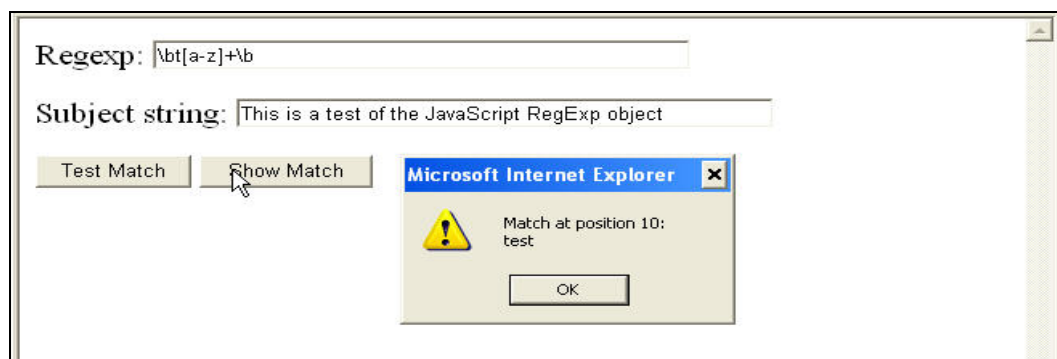 Regexp: \bt[a-z]+\b
Subject string: This is a test of the JavaScript RegExp object
Test Match Show Match
Microsoft Internet Explorer
Match at position 10:
test
OK